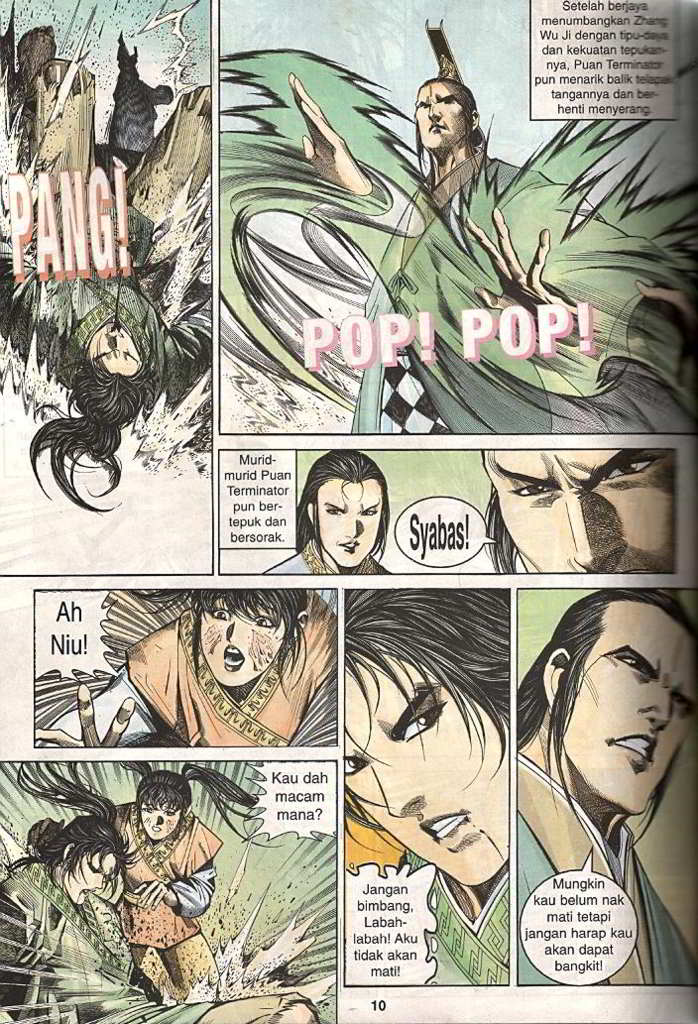 PANG!
Setelah berjaya
menumbangkan Zhang
Wu Ji dengan tipu-daya
dan kekuatan tepukan-
nya, Puan Terminator
pun menarik balik telapak
tangannya dan ber-
henti menyerang.
POP! POP!
Murid-
murid Puan
Terminator
pun ber-
tepuk dan
bersorak.
Syabas!
Ah
Niu!
Kau dah
macam
mana?
Jangan
bimbang,
Labah-
labah! Aku
tidak akan
mati!
Mungkin
kau belum nak
mati tetapi
jangan harap kau
akan dapat
bangkit!
10